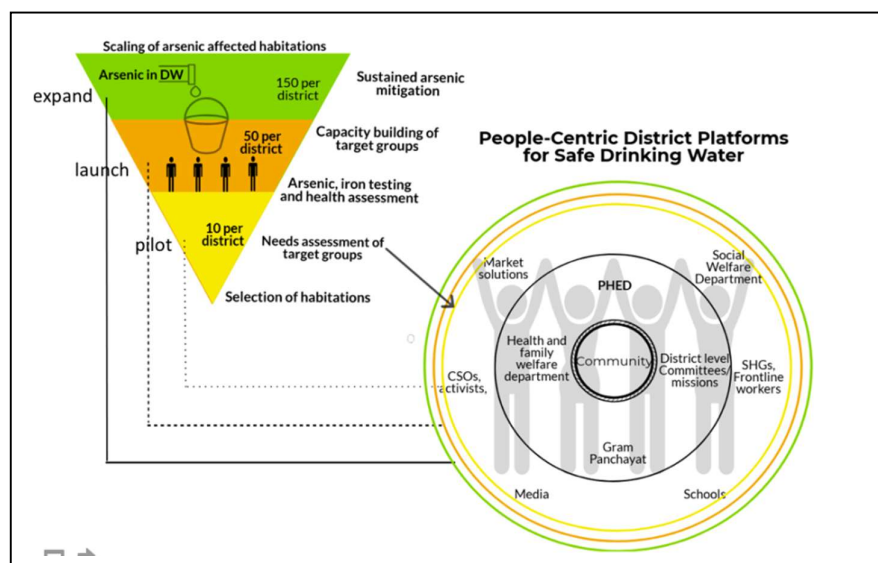 Scaling of arsenic affected habitations
Arsenic in DW
150 per
district
expand
Sustained arsenic
mitigation
50 per
district
launch
Capacity building of
target groups
Arsenic, iron testing
and health assessment
10 per
district
pilot
Needs assessment of
target groups
Selection of habitations
People-Centric District Platforms
for Safe Drinking Water
Market
solutions
Social
Welfare
Department
PHED
Health and
family
welfare
department
Community
District level
Committees/
missions
CSOs,
activists,
SHGs,
Frontline
workers
Gram
Panchayat
Media
Schools